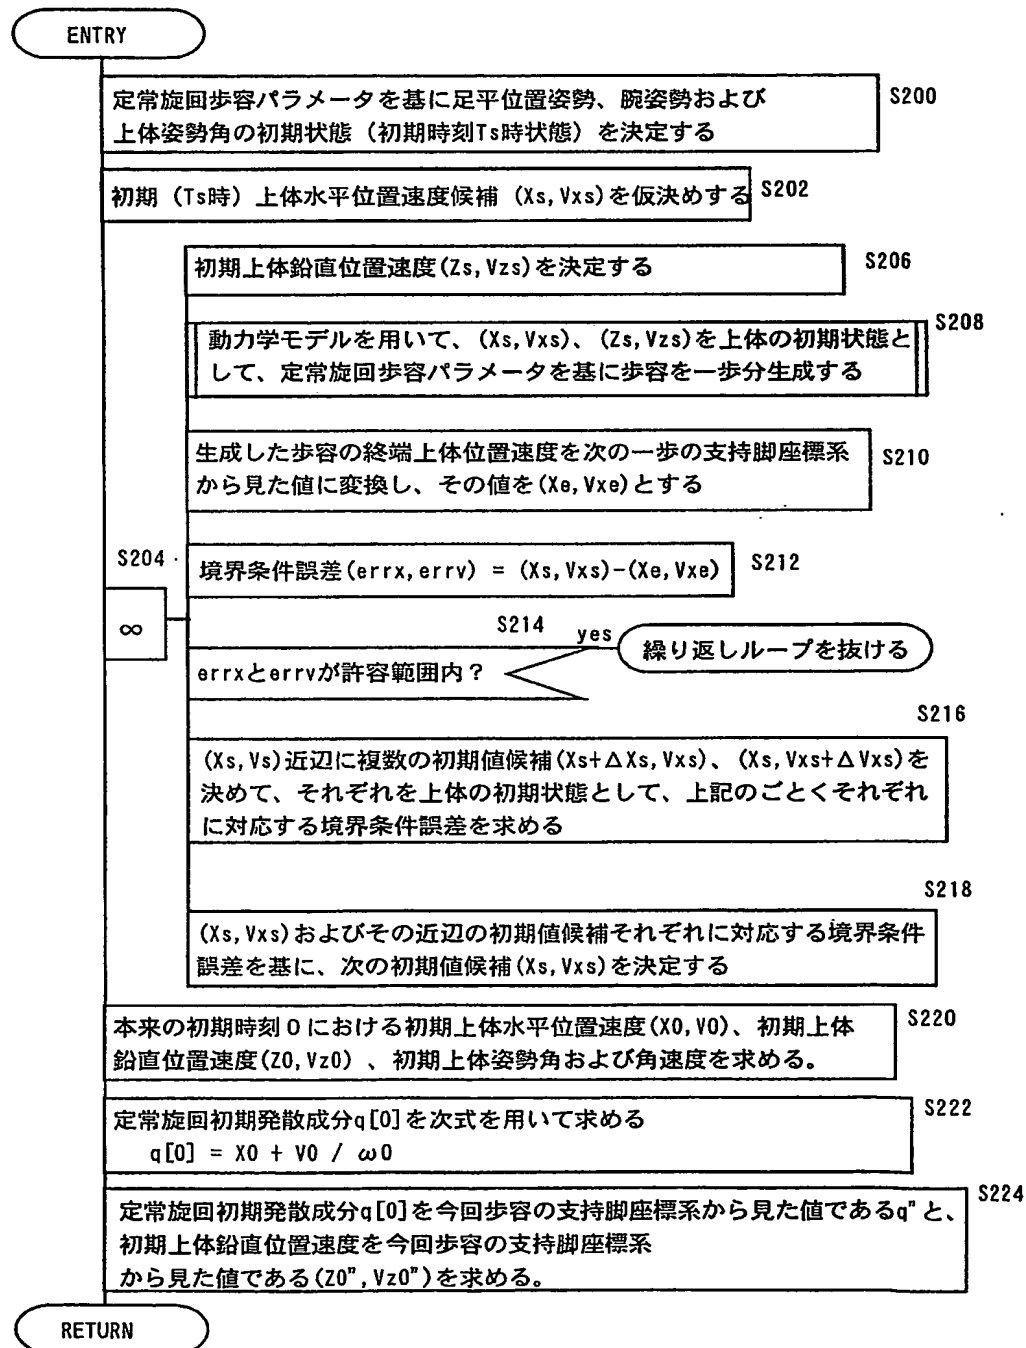 ENTRY
定常旋回歩容パラメータを基に足平位置姿勢、腕姿勢および
上体姿勢角の初期状態（初期時刻Ts時状態）を決定する
S200
初期（Ts時）上体水平位置速度候補（Xs,Vxs)を仮決めする
S202
初期上体鉛直位置速度(Zs,Vzs)を決定する
S206
動力学モデルを用いて、(Xs,Vxs)、(Zs,Vzs)を上体の初期状態と
して、定常旋回歩容パラメータを基に歩容を一歩分生成する
S208
生成した歩容の終端上体位置速度を次の一歩の支持脚座標系
から見た値に変換し、その値を(Xe,Vxe)とする
S210
S204
∞
境界条件誤差(errx,errv) = (Xs,Vxs)-(Xe,Vxe)
S212
S214
errxとerrvが許容範囲内？
yes
繰り返しループを抜ける
S216
(Xs,Vs)近辺に複数の初期値候補(Xs+ΔXs,Vxs)、(Xs,Vxs+ΔVxs)を
決めて、それぞれを上体の初期状態として、上記のごとくそれぞれ
に対応する境界条件誤差を求める
S218
(Xs,Vxs)およびその近辺の初期値候補それぞれに対応する境界条件
誤差を基に、次の初期値候補(Xs,Vxs)を決定する
本来の初期時刻０における初期上体水平位置速度(X0,V0)、初期上体
鉛直位置速度(Z0,Vz0) 、初期上体姿勢角および角速度を求める。
S220
定常旋回初期発散成分q[0]を次式を用いて求める
q[0] = X0 + V0 / ω0
S222
定常旋回初期発散成分q[0]を今回歩容の支持脚座標系から見た値であるq"と、
初期上体鉛直位置速度を今回歩容の支持脚座標系
から見た値である(Z0",Vz0")を求める。
S224
RETURN